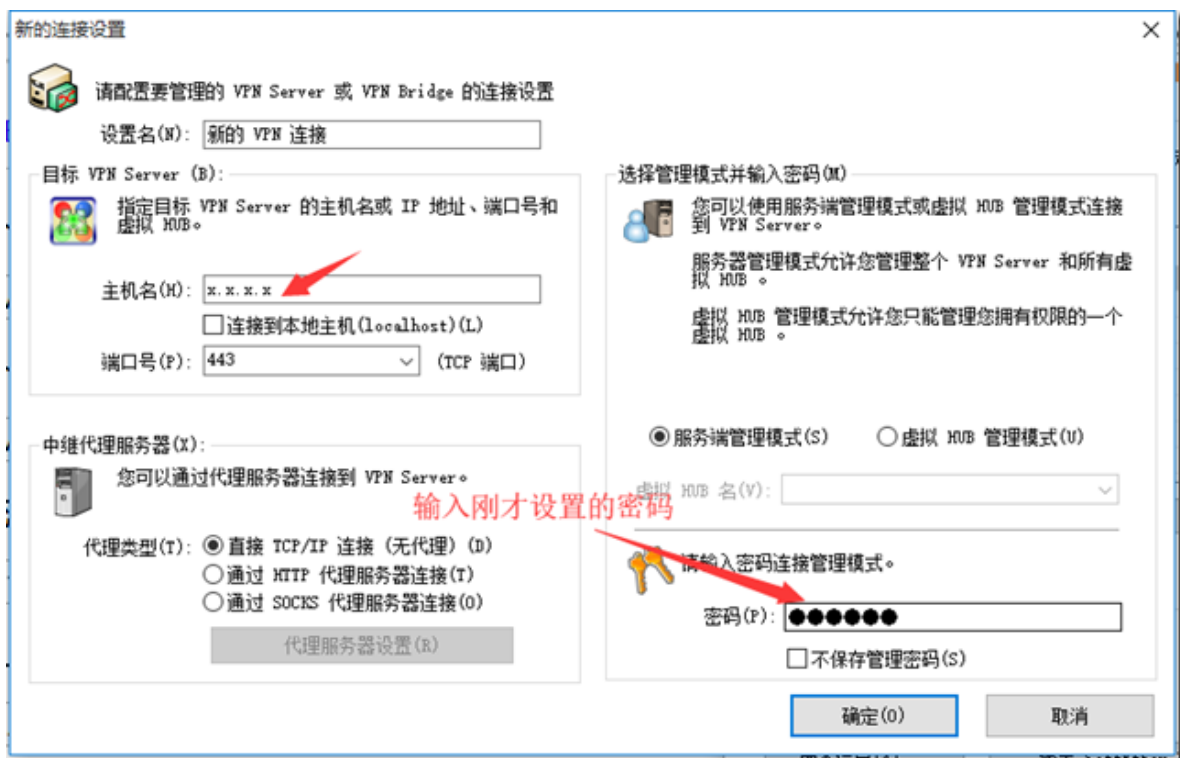 新的连接设置
请配置要管理的 VPN Server 或 VPN Bridge 的连接设置
设置名(N): 新的 VPN 连接
目标 VPN Server (B):
指定目标 VPN Server 的主机名或 IP 地址、端口号和
虚拟 HUB。
主机名(H): x.x.x.x
连接到本地主机(localhost)(L)
端口号(P): 443 (TCP 端口)
中继代理服务器(X):
您可以通过代理服务器连接到 VPN Server。
代理类型(T): 直接 TCP/IP 连接 (无代理) (D)
通过 HTTP 代理服务器连接(T)
通过 SOCKS 代理服务器连接(O)
代理服务器设置(R)
选择管理模式并输入密码(M)
您可以使用服务端管理模式或虚拟 HUB 管理模式连接
到 VPN Server。
服务器管理模式允许您管理整个 VPN Server 和所有虚
拟 HUB 。
虚拟 HUB 管理模式允许您只能管理您拥有权限的一个
虚拟 HUB 。
服务端管理模式(S) 虚拟 HUB 管理模式(U)
虚拟 HUB 名(V):
输入刚才设置的密码
请输入密码连接管理模式。
密码(P): ●●●●●●
不保存管理密码(S)
确定(O) 取消